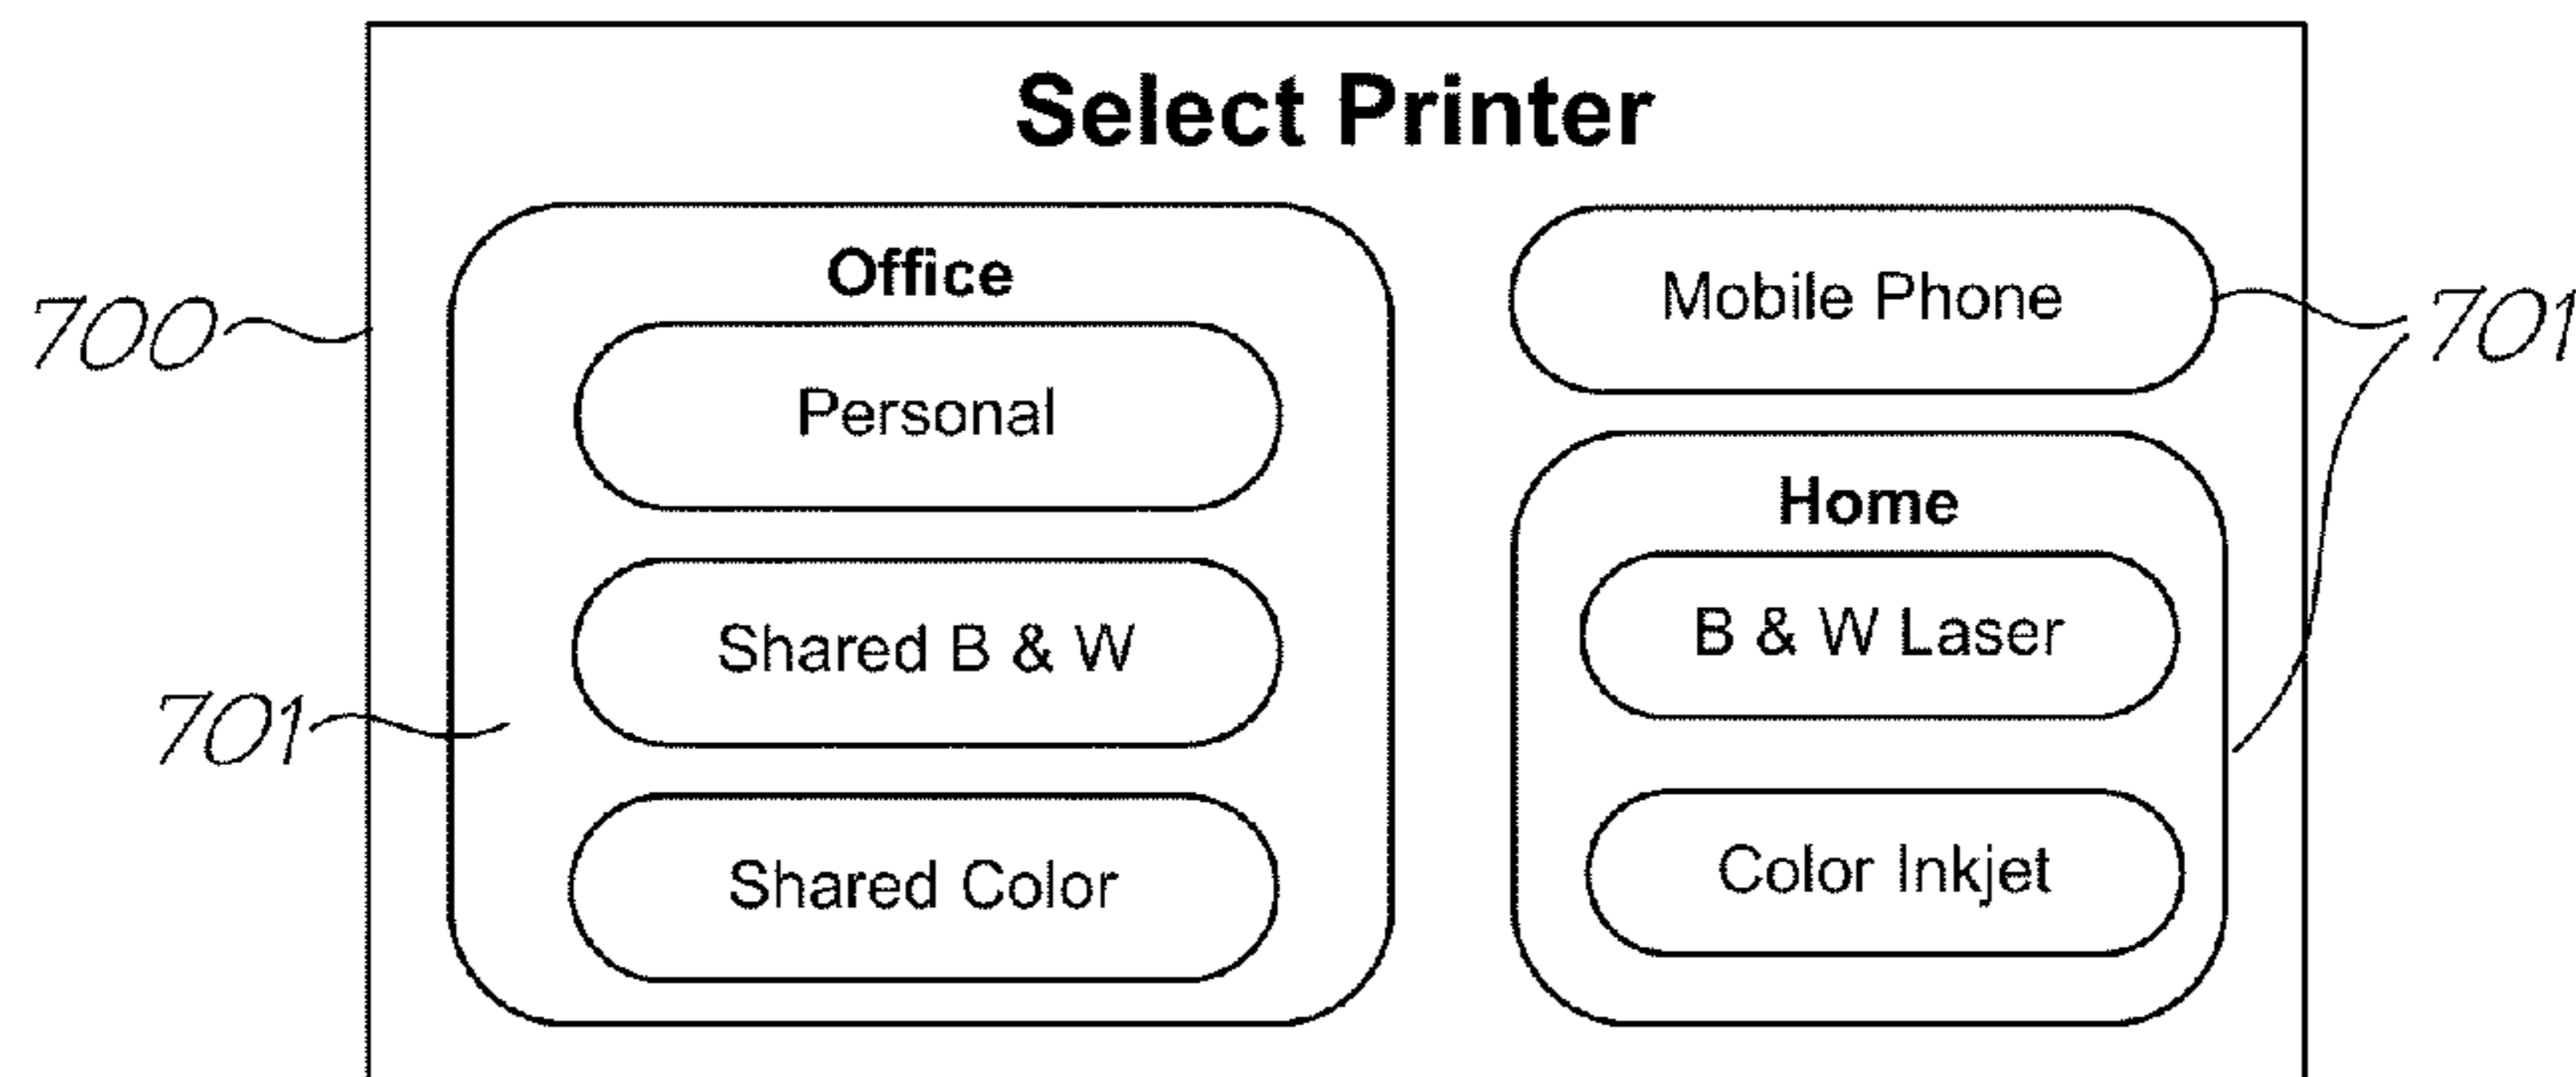 Select Printer
Office
Personal
Shared B & W
Shared Color
Mobile Phone
Home
B & W Laser
Color Inkjet
700
701
701